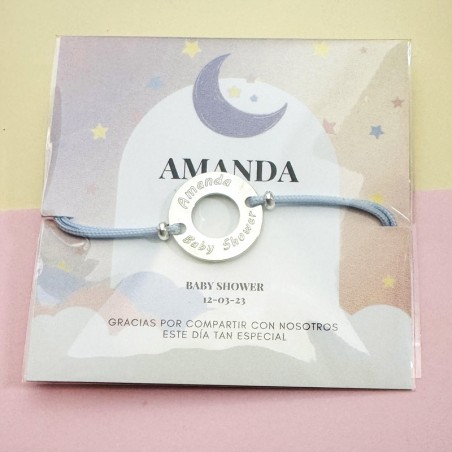 AMANDA
Amanda
Baby Shower
BABY SHOWER
12-03-23
GRACIAS POR COMPARTIR CON NOSOTROS
ESTE DÍA TAN ESPECIAL